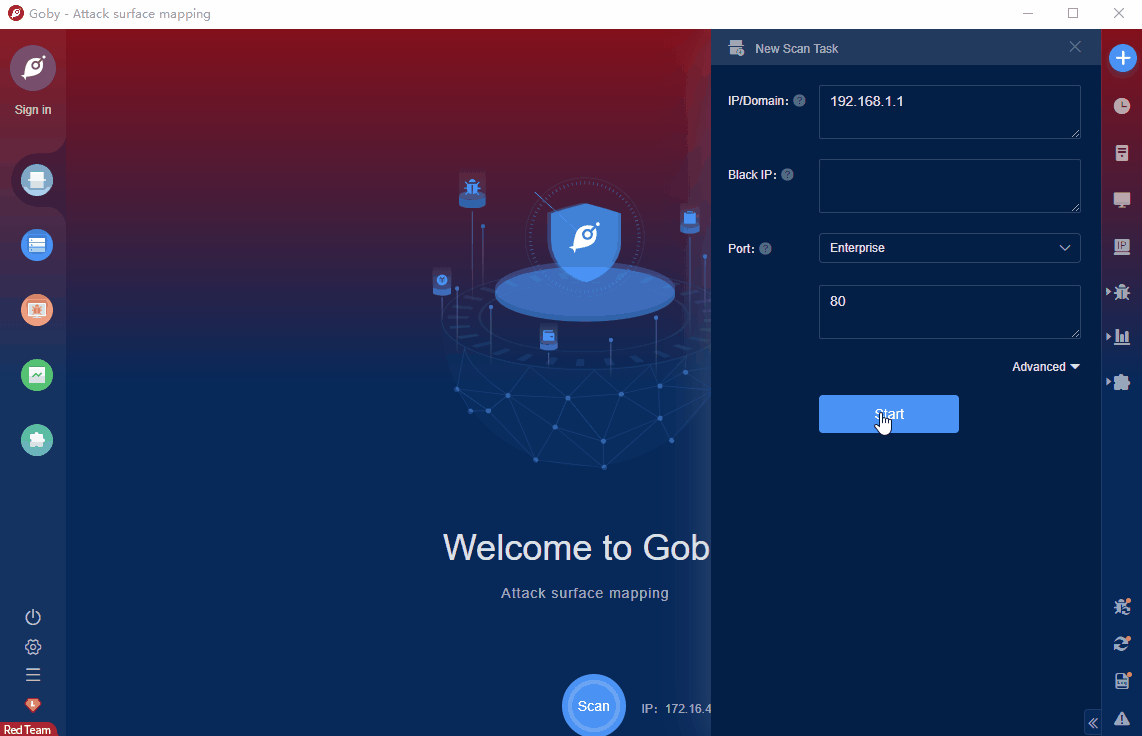 Goby - Attack surface mapping
Sign in
New Scan Task
IP/Domain: ?
192.168.1.1
Black IP: ?
Port: ?
Enterprise
80
Advanced
Start
Welcome to Gob
Attack surface mapping
Scan
IP: 172.16.4
Red Team
IP